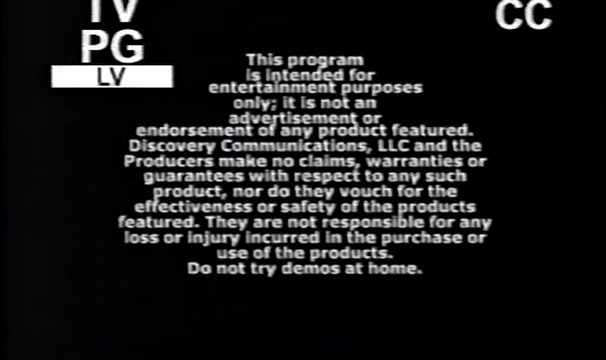 TV
PG
LV
CC
This program
is intended for
entertainment purposes
only; it is not an
advertisement or
endorsement of any product featured.
Discovery Communications, LLC and the
Producers make no claims, warranties or
guarantees with respect to any such
product, nor do they vouch for the
effectiveness or safety of the products
featured. They are not responsible for any
loss or injury incurred in the purchase or
use of the products.
Do not try demos at home.